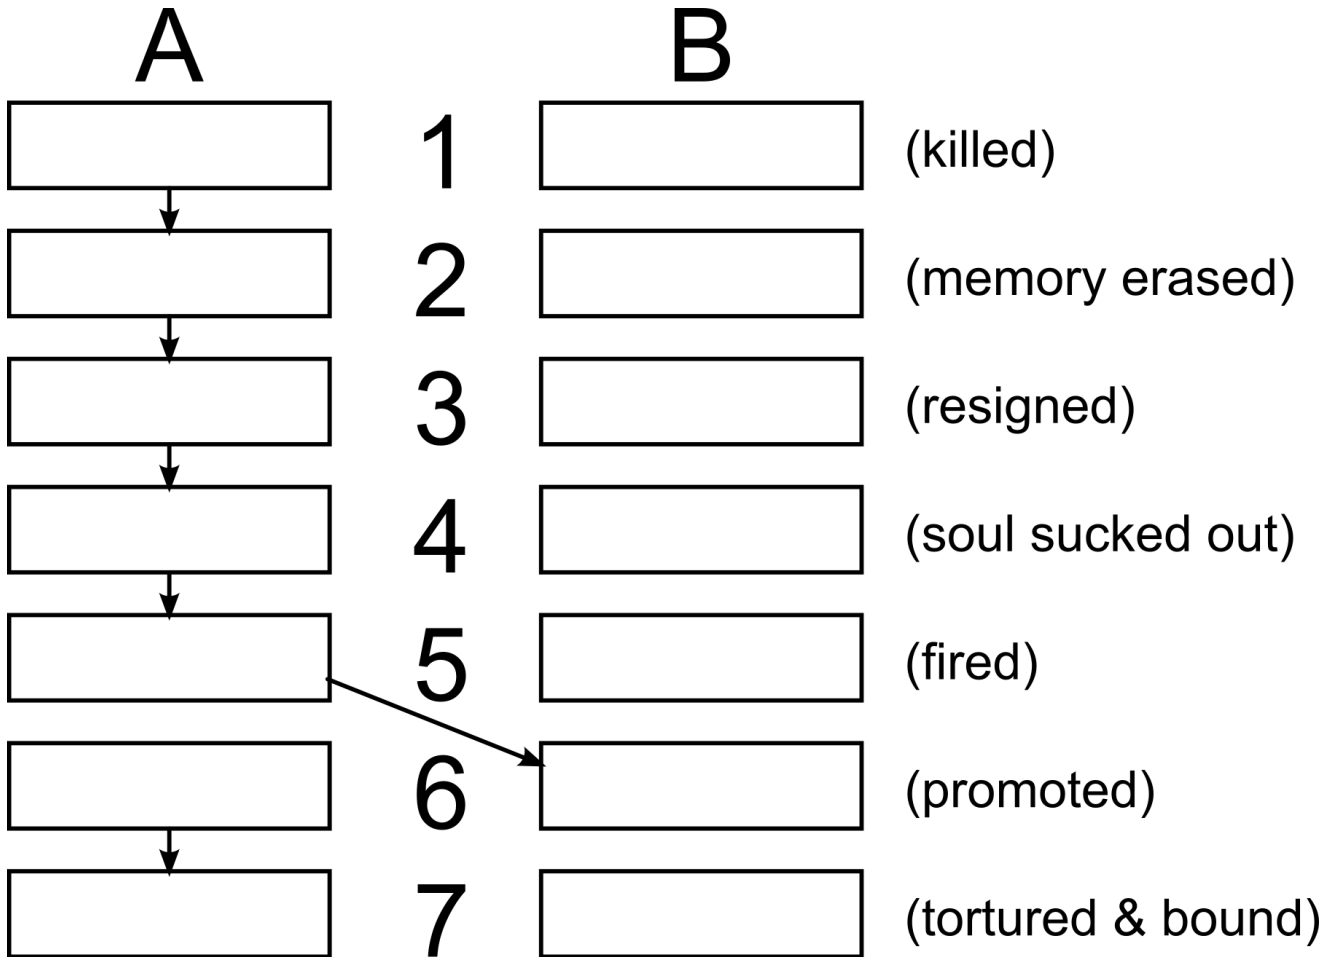 A B
1 (killed)
2 (memory erased)
3 (resigned)
4 (soul sucked out)
5 (fired)
6 (promoted)
7 (tortured & bound)